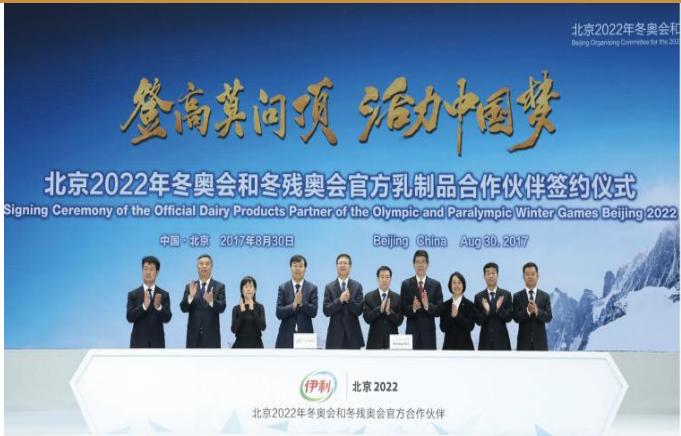 北京2022年冬奥会和
Beijing Organising Committee for the 202
登高莫问顶 活力中国梦
北京2022年冬奥会和冬残奥会官方乳制品合作伙伴签约仪式
Signing Ceremony of the Official Dairy Products Partner of the Olympic and Paralympic Winter Games Beijing 2022
中国·北京 2017年8月30日 Beijing China Aug 30. 2017
伊利 北京 2022
北京2022年冬奥会和冬残奥会官方合作伙伴